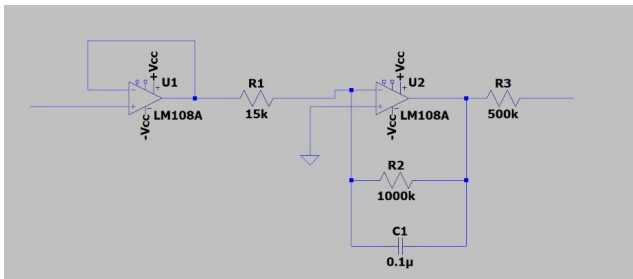 +Vcc
U1
-Vcc
LM108A
R1
15k
+Vcc
U2
-Vcc
LM108A
R3
500k
R2
1000k
C1
0.1µ